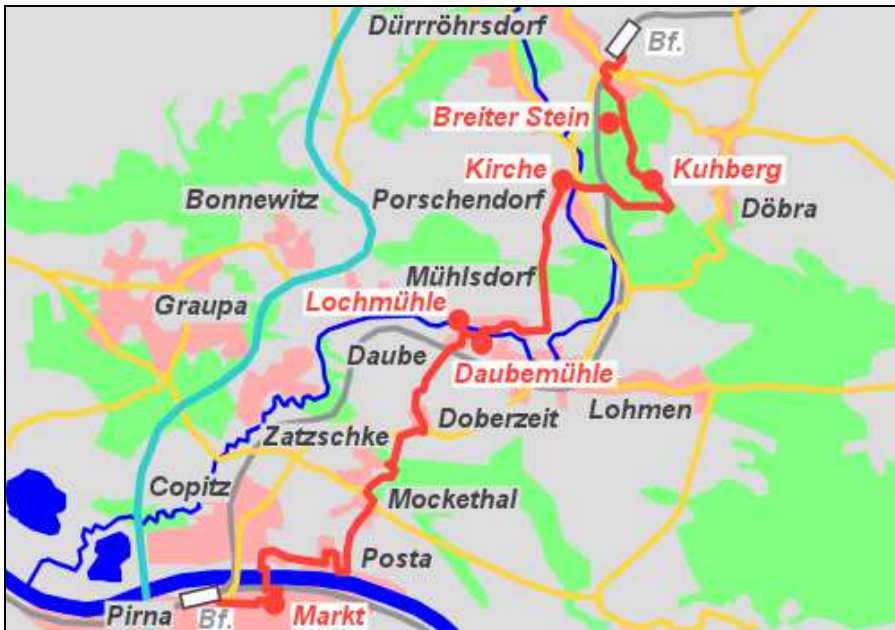 Dürrröhrsdorf
Bf.
Breiter Stein
Kirche
Kuhberg
Bonnewitz
Porschendorf
Döbra
Mühlsdorf
Graupa
Lochmühle
Daube
Daubemühle
Doberzeit
Lohmen
Zatzschke
Copitz
Mockethal
Posta
Pirna
Bf.
Markt